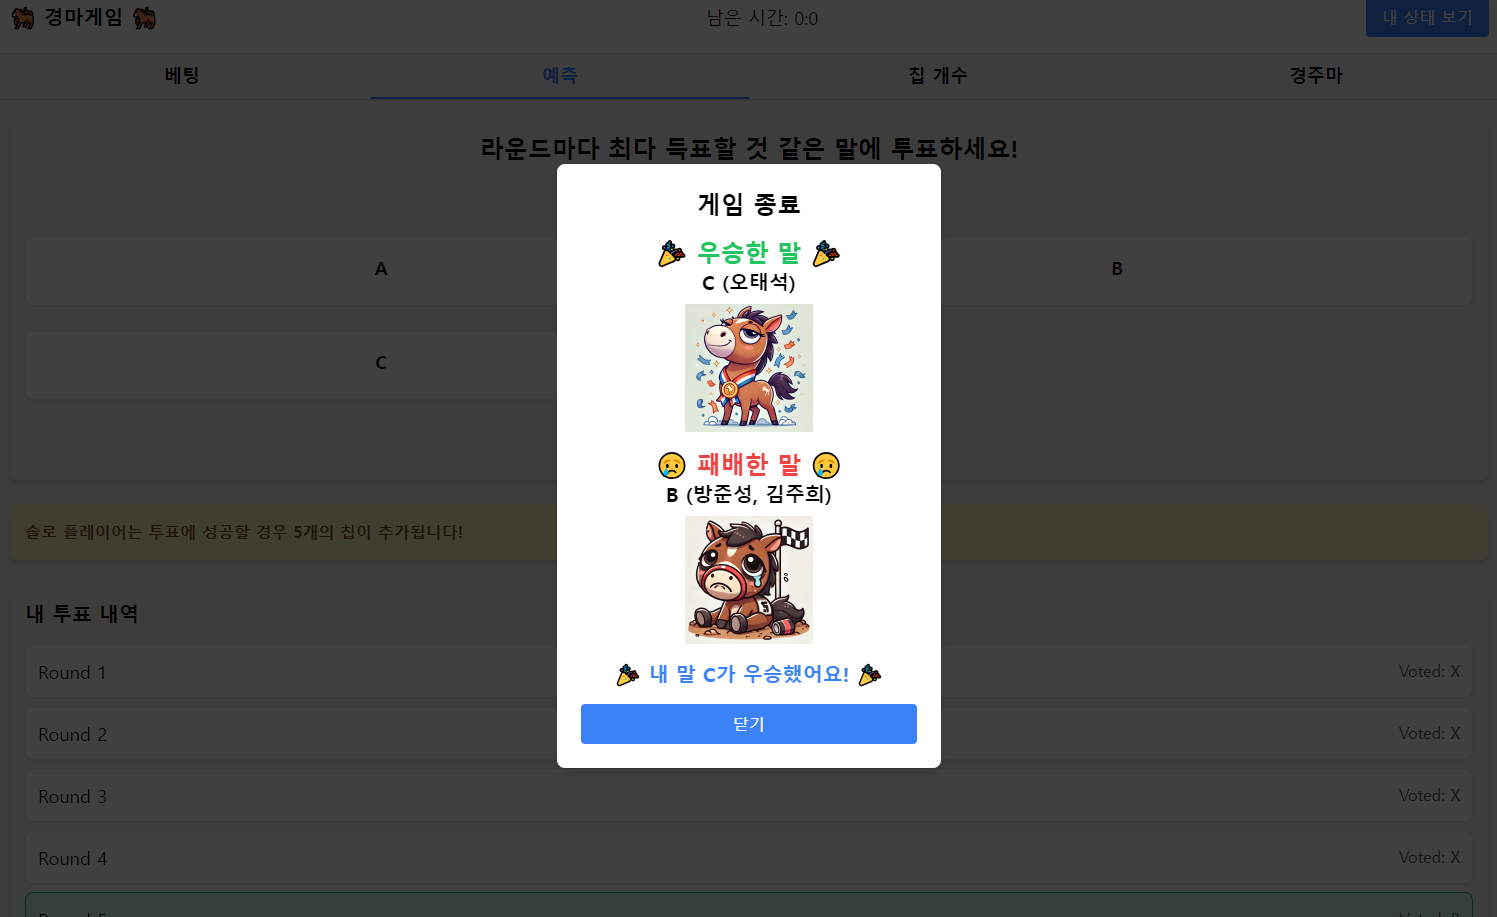 경마게임
남은 시간: 0:0
내 상태 보기
베팅
예측
칩 개수
경주마
라운드마다 최다 득표할 것 같은 말에 투표하세요!
A
B
C
게임 종료
우승한 말
C (오태석)
패배한 말
B (방준성, 김주희)
내 말 C가 우승했어요!
닫기
솔로 플레이어는 투표에 성공할 경우 5개의 칩이 추가됩니다!
내 투표 내역
Round 1
Voted: X
Round 2
Voted: X
Round 3
Voted: X
Round 4
Voted: X